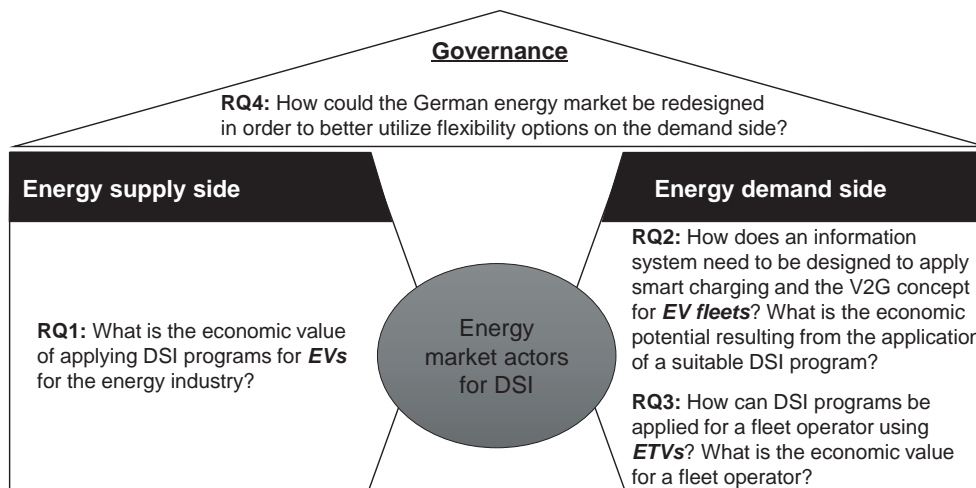 Governance
RQ4: How could the German energy market be redesigned
in order to better utilize flexibility options on the demand side?
Energy supply side
Energy demand side
RQ1: What is the economic value
of applying DSI programs for EVs
for the energy industry?
Energy
market actors
for DSI
RQ2: How does an information
system need to be designed to apply
smart charging and the V2G concept
for EV fleets? What is the economic
potential resulting from the application
of a suitable DSI program?
RQ3: How can DSI programs be
applied for a fleet operator using
ETVs? What is the economic value
for a fleet operator?